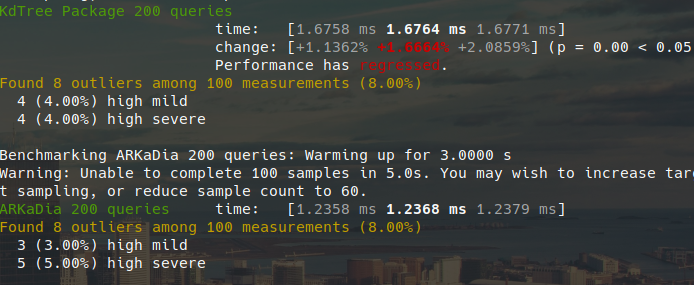 KdTree Package 200 queries
time: [1.6758 ms 1.6764 ms 1.6771 ms]
change: [+1.1362% +1.6664% +2.0859%] (p = 0.00 < 0.05
Performance has regressed.
Found 8 outliers among 100 measurements (8.00%)
4 (4.00%) high mild
4 (4.00%) high severe
Benchmarking ARKaDia 200 queries: Warming up for 3.0000 s
Warning: Unable to complete 100 samples in 5.0s. You may wish to increase tar
t sampling, or reduce sample count to 60.
ARKaDia 200 queries time: [1.2358 ms 1.2368 ms 1.2379 ms]
Found 8 outliers among 100 measurements (8.00%)
3 (3.00%) high mild
5 (5.00%) high severe